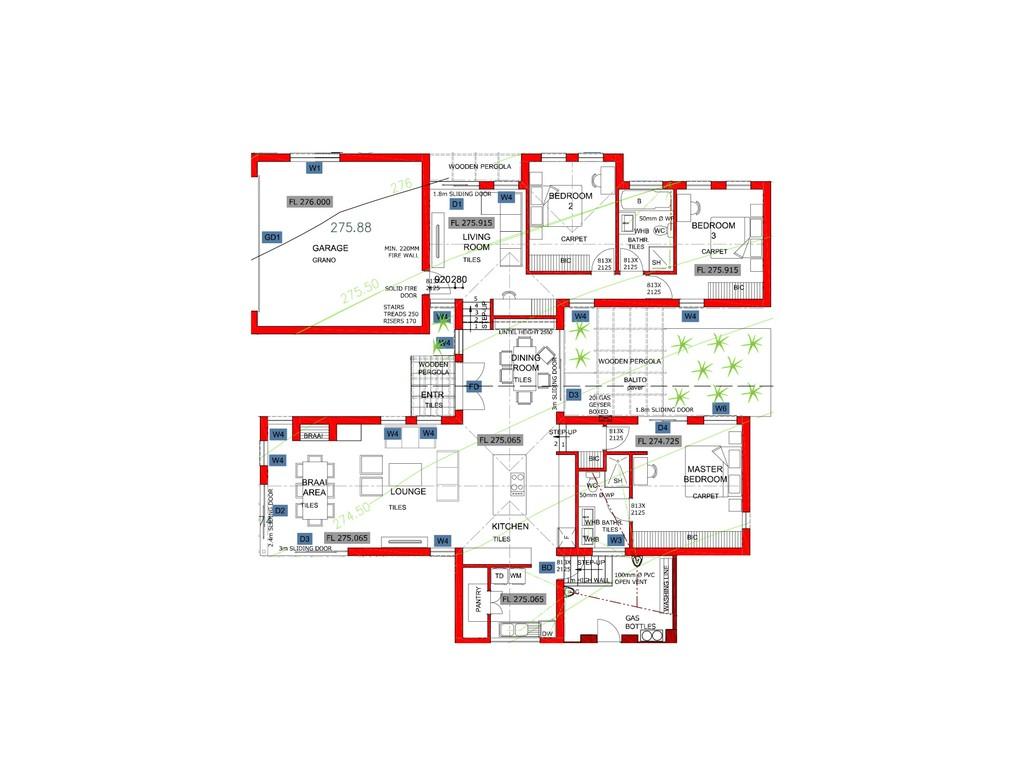 W1
WOODEN PERGOLA
276
1.8m SLIDING DOOR
W4
D1
FL 276.000
275.88
FL 275.915
GD1
GARAGE
GRANO
MIN. 220MM
FIRE WALL
LIVING
ROOM
TILES
BEDROOM
2
CARPET
BIC
B
50mm Ø WP
WHB
WC
BATHR.
TILES
SH
BEDROOM
3
CARPET
FL 275.915
BIC
813X
2125
813X
2125
813X
2125
920280
275.50
SOLID FIRE
DOOR
STAIRS
TREADS 250
RISERS 170
STEP-UP
5
4
3
2
1
W4
W4
W4
W4
LINTEL HEIGHT 2550
DINING
ROOM
TILES
3m SLIDING DOOR
WOODEN PERGOLA
BALITO
paver
WOODEN
PERGOLA
ENTR
TILES
FD
D3
20l GAS
GEYSER
BOXED
1.8m SLIDING DOOR
W6
D4
W4
BRAAI
W4
W4
W4
FL 275.065
STEP-UP
2
1
813X
2125
FL 274.725
BIC
BRAAI
AREA
TILES
LOUNGE
TILES
274.50
D2
2.4m SLIDING DOOR
D3
3m SLIDING DOOR
FL 275.065
W4
KITCHEN
TILES
F
WC
SH
50mm Ø WP
WHB
BATHR.
TILES
WHB
W3
813X
2125
MASTER
BEDROOM
CARPET
BIC
BD
813X
2125
STEP-UP
1m HIGH WALL
100mm Ø PVC
OPEN VENT
WASHING LINE
TD
WM
PANTRY
FL 275.065
DW
GAS
BOTTLES